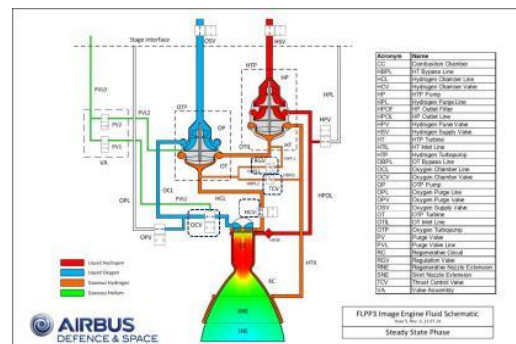 Stage Interface
OSV
HSV
HTP
HP
HPL
PVL3
PVL2
OTP
OP
HPV
PV2
PV1
VA
OTIL
HT
RGV
OT
TCV
OCL
OPL
HPOL
PVL1
HCL
HCV
OCV
OPV
HTIL
RC
RNE
SNE
Liquid Hydrogen
Liquid Oxygen
Gaseous Hydrogen
Gaseous Helium
Acronym Name
CC Combustion Chamber
HBPL HT Bypass Line
HCL Hydrogen Chamber Line
HCV Hydrogen Chamber Valve
HP HTP Pump
HPL Hydrogen Purge Line
HPOF HP Outlet Filter
HPOL HP Outlet Line
HPV Hydrogen Purge Valve
HSV Hydrogen Supply Valve
HT HTP Turbine
HTIL HT Inlet Line
HTP Hydrogen Turbopump
OBPL OT Bypass Line
OCL Oxygen Chamber Line
OCV Oxygen Chamber Valve
OP OTP Pump
OPL Oxygen Purge Line
OPV Oxygen Purge Valve
OSV Oxygen Supply Valve
OT OTP Turbine
OTIL OT Inlet Line
OTP Oxygen Turbopump
PV Purge Valve
PVL Purge Valve Line
RC Regenerative Circuit
RGV Regulation Valve
RNE Regenerative Nozzle Extension
SNE Skirt Nozzle Extension
TCV Thrust Control Valve
VA Valve Assembly
FLPP3 Image Engine Fluid Schematic
Steady State Phase
AIRBUS
DEFENCE & SPACE